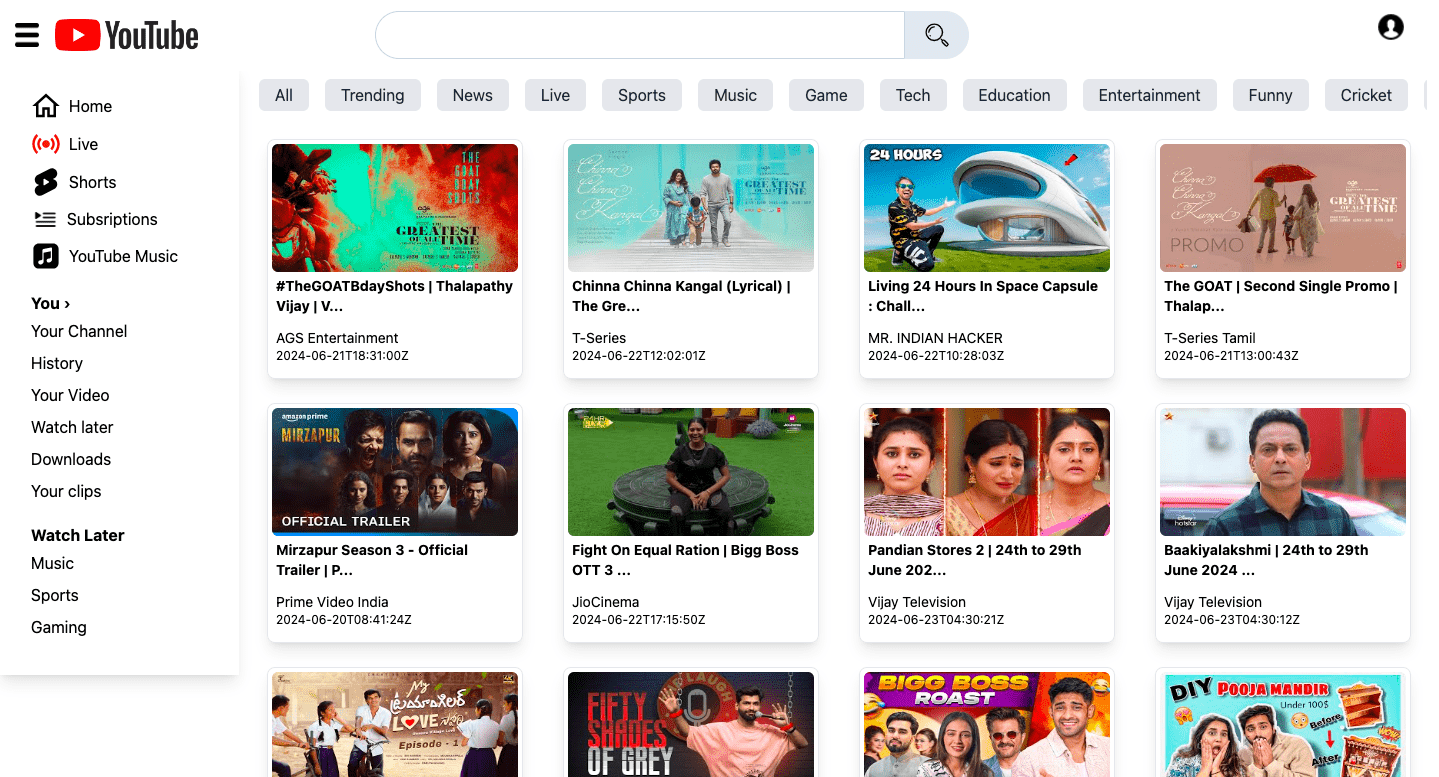 YouTube
All Trending News Live Sports Music Game Tech Education Entertainment Funny Cricket
Home
Live
Shorts
Subsriptions
YouTube Music
You ›
Your Channel
History
Your Video
Watch later
Downloads
Your clips
Watch Later
Music
Sports
Gaming
THE
GOAT
BDAY
SHOTS
THE
GREATEST
OF ALL TIME
#TheGOATBdayShots | Thalapathy
Vijay | V...
AGS Entertainment
2024-06-21T18:31:00Z
Chinna
Chinna
Kangal
THE
GREATEST
OF ALL TIME
Chinna Chinna Kangal (Lyrical) |
The Gre...
T-Series
2024-06-22T12:02:01Z
24 HOURS
Living 24 Hours In Space Capsule
: Chall...
MR. INDIAN HACKER
2024-06-22T10:28:03Z
Chinna
Chinna
Kangal
PROMO
THE
GREATEST
OF ALL TIME
The GOAT | Second Single Promo |
Thalap...
T-Series Tamil
2024-06-21T13:00:43Z
amazon prime
MIRZAPUR
OFFICIAL TRAILER
Mirzapur Season 3 - Official
Trailer | P...
Prime Video India
2024-06-20T08:41:24Z
Fight On Equal Ration | Bigg Boss
OTT 3 ...
JioCinema
2024-06-22T17:15:50Z
Pandian Stores 2 | 24th to 29th
June 202...
Vijay Television
2024-06-23T04:30:21Z
Disney+
hotstar
Baakiyalakshmi | 24th to 29th
June 2024 ...
Vijay Television
2024-06-23T04:30:12Z
My
LOVE
Episode - 1
4K
LAUGH
FIFTY
SHADES
OF GREY
BIGG BOSS
ROAST
DIY POOJA MANDIR
Under 100$
Before
WOW!
After